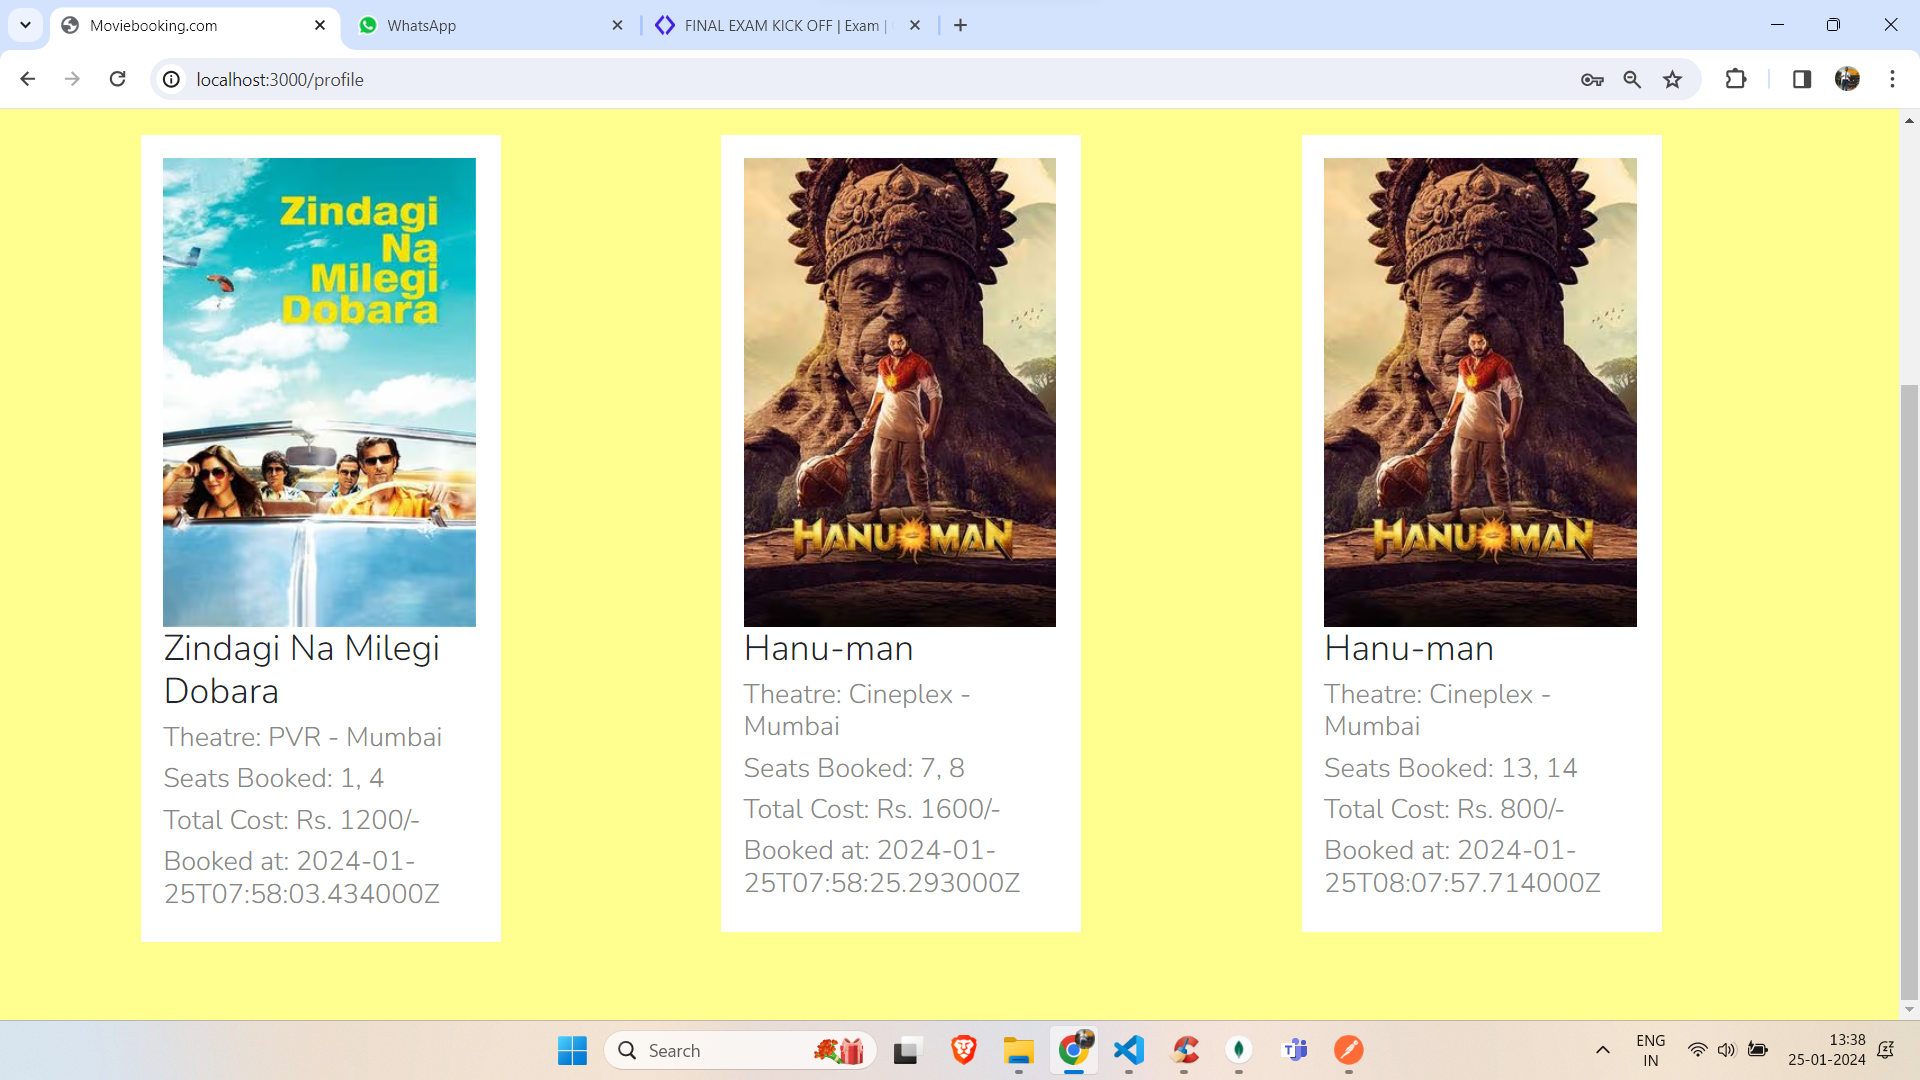 Moviebooking.com
WhatsApp
FINAL EXAM KICK OFF | Exam |
localhost:3000/profile
Zindagi
Na
Milegi
Dobara
Zindagi Na Milegi
Dobara
Theatre: PVR - Mumbai
Seats Booked: 1, 4
Total Cost: Rs. 1200/-
Booked at: 2024-01-
25T07:58:03.434000Z
HANU-MAN
Hanu-man
Theatre: Cineplex -
Mumbai
Seats Booked: 7, 8
Total Cost: Rs. 1600/-
Booked at: 2024-01-
25T07:58:25.293000Z
HANU-MAN
Hanu-man
Theatre: Cineplex -
Mumbai
Seats Booked: 13, 14
Total Cost: Rs. 800/-
Booked at: 2024-01-
25T08:07:57.714000Z
Search
ENG
IN
13:38
25-01-2024